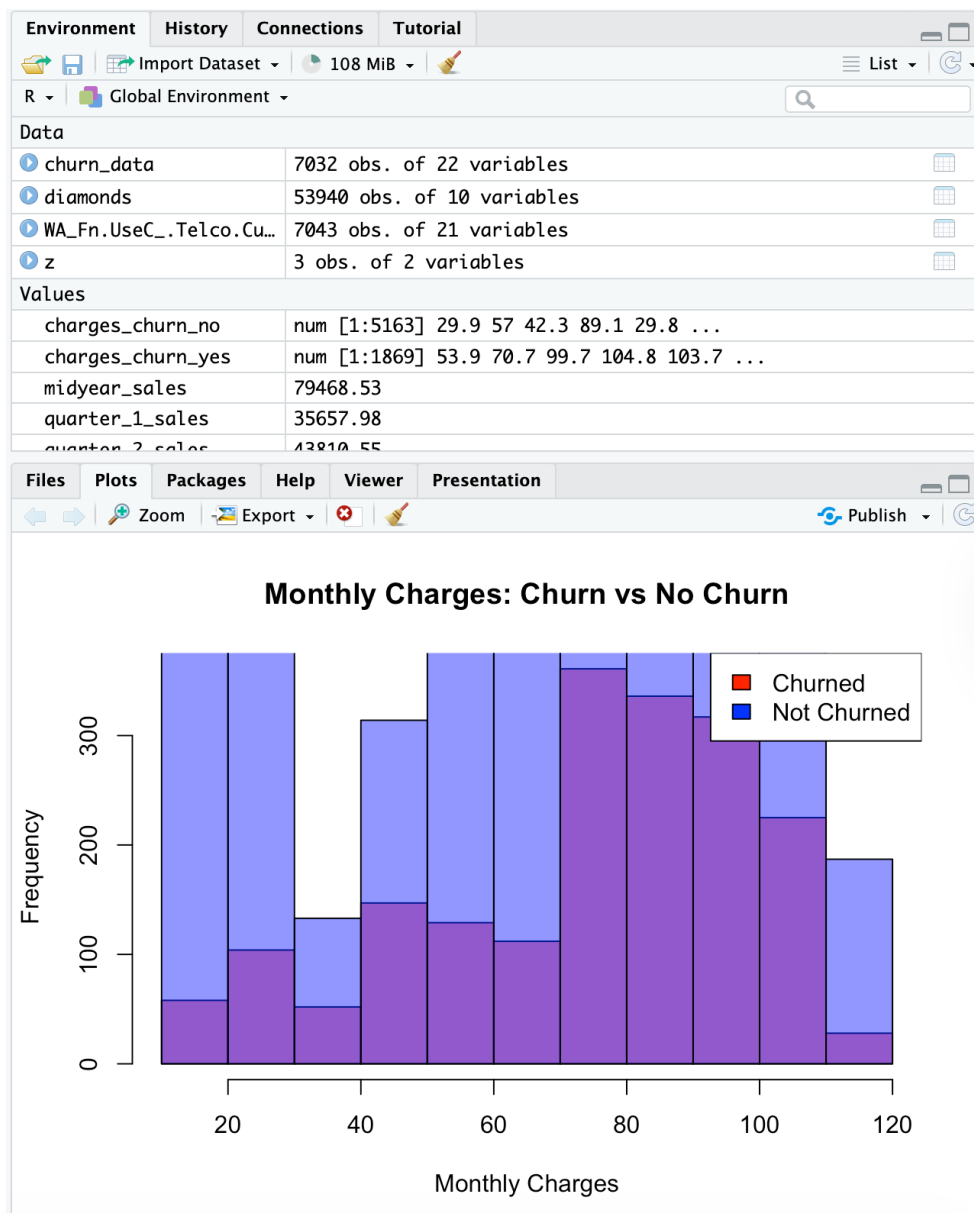 Environment History Connections Tutorial
Import Dataset 108 MiB List
R Global Environment
Data
churn_data 7032 obs. of 22 variables
diamonds 53940 obs. of 10 variables
WA_Fn.UseC_.Telco.Cu… 7043 obs. of 21 variables
z 3 obs. of 2 variables
Values
charges_churn_no num [1:5163] 29.9 57 42.3 89.1 29.8 ...
charges_churn_yes num [1:1869] 53.9 70.7 99.7 104.8 103.7 ...
midyear_sales 79468.53
quarter_1_sales 35657.98
quarter_2_sales 43810.55
Files Plots Packages Help Viewer Presentation
Zoom Export Publish
Monthly Charges: Churn vs No Churn
Churned
Not Churned
300
200
100
0
Frequency
20 40 60 80 100 120
Monthly Charges